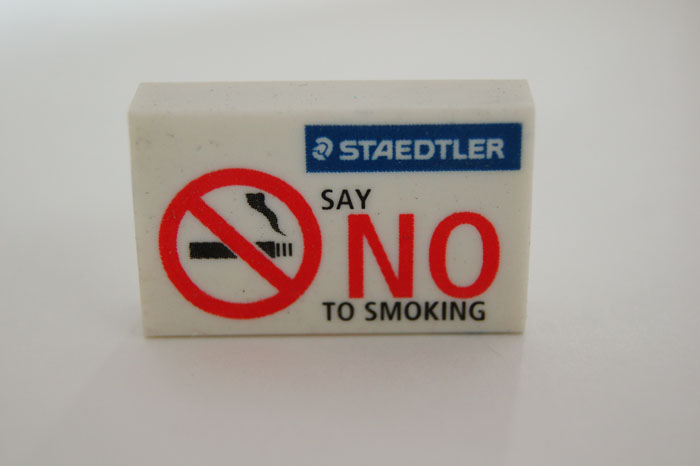 STAEDTLER
SAY
NO
TO SMOKING